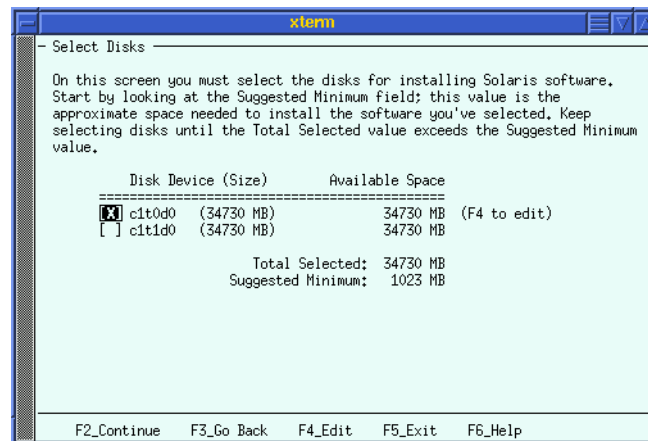 xterm
Select Disks
On this screen you must select the disks for installing Solaris software.
Start by looking at the Suggested Minimum field; this value is the
approximate space needed to install the software you've selected. Keep
selecting disks until the Total Selected value exceeds the Suggested Minimum
value.
Disk Device (Size) Available Space
=============================================
[X] c1t0d0 (34730 MB) 34730 MB (F4 to edit)
[ ] c1t1d0 (34730 MB) 34730 MB
Total Selected: 34730 MB
Suggested Minimum: 1023 MB
F2_Continue F3_Go Back F4_Edit F5_Exit F6_Help